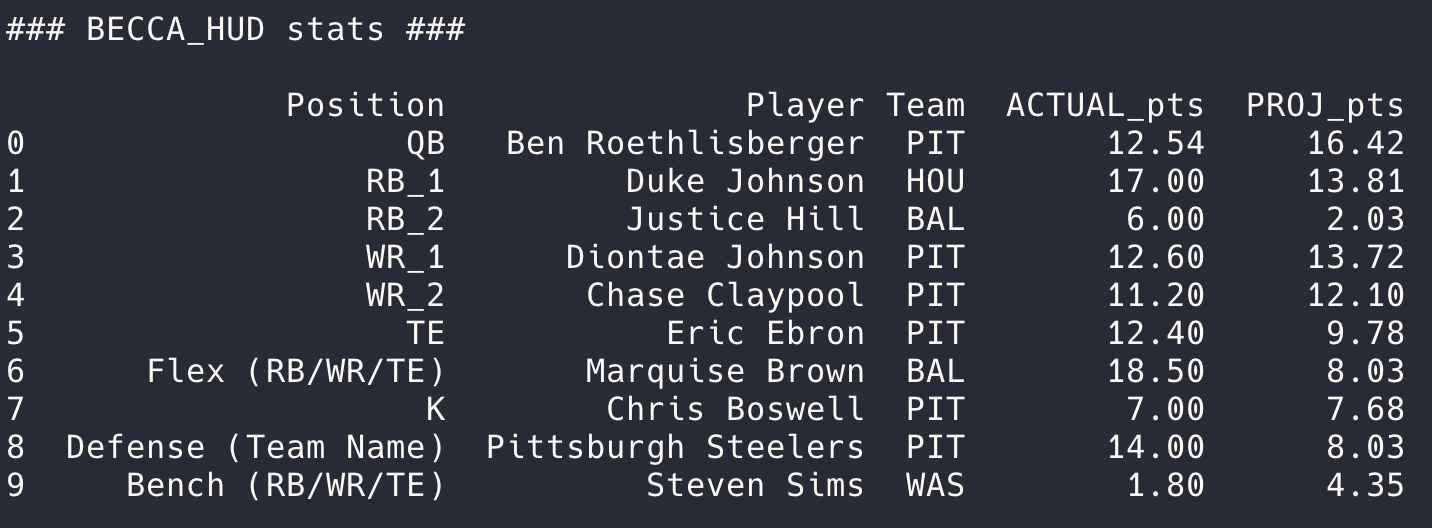 ### BECCA_HUD stats ###
Position Player Team ACTUAL_pts PROJ_pts
0 QB Ben Roethlisberger PIT 12.54 16.42
1 RB_1 Duke Johnson HOU 17.00 13.81
2 RB_2 Justice Hill BAL 6.00 2.03
3 WR_1 Diontae Johnson PIT 12.60 13.72
4 WR_2 Chase Claypool PIT 11.20 12.10
5 TE Eric Ebron PIT 12.40 9.78
6 Flex (RB/WR/TE) Marquise Brown BAL 18.50 8.03
7 K Chris Boswell PIT 7.00 7.68
8 Defense (Team Name) Pittsburgh Steelers PIT 14.00 8.03
9 Bench (RB/WR/TE) Steven Sims WAS 1.80 4.35